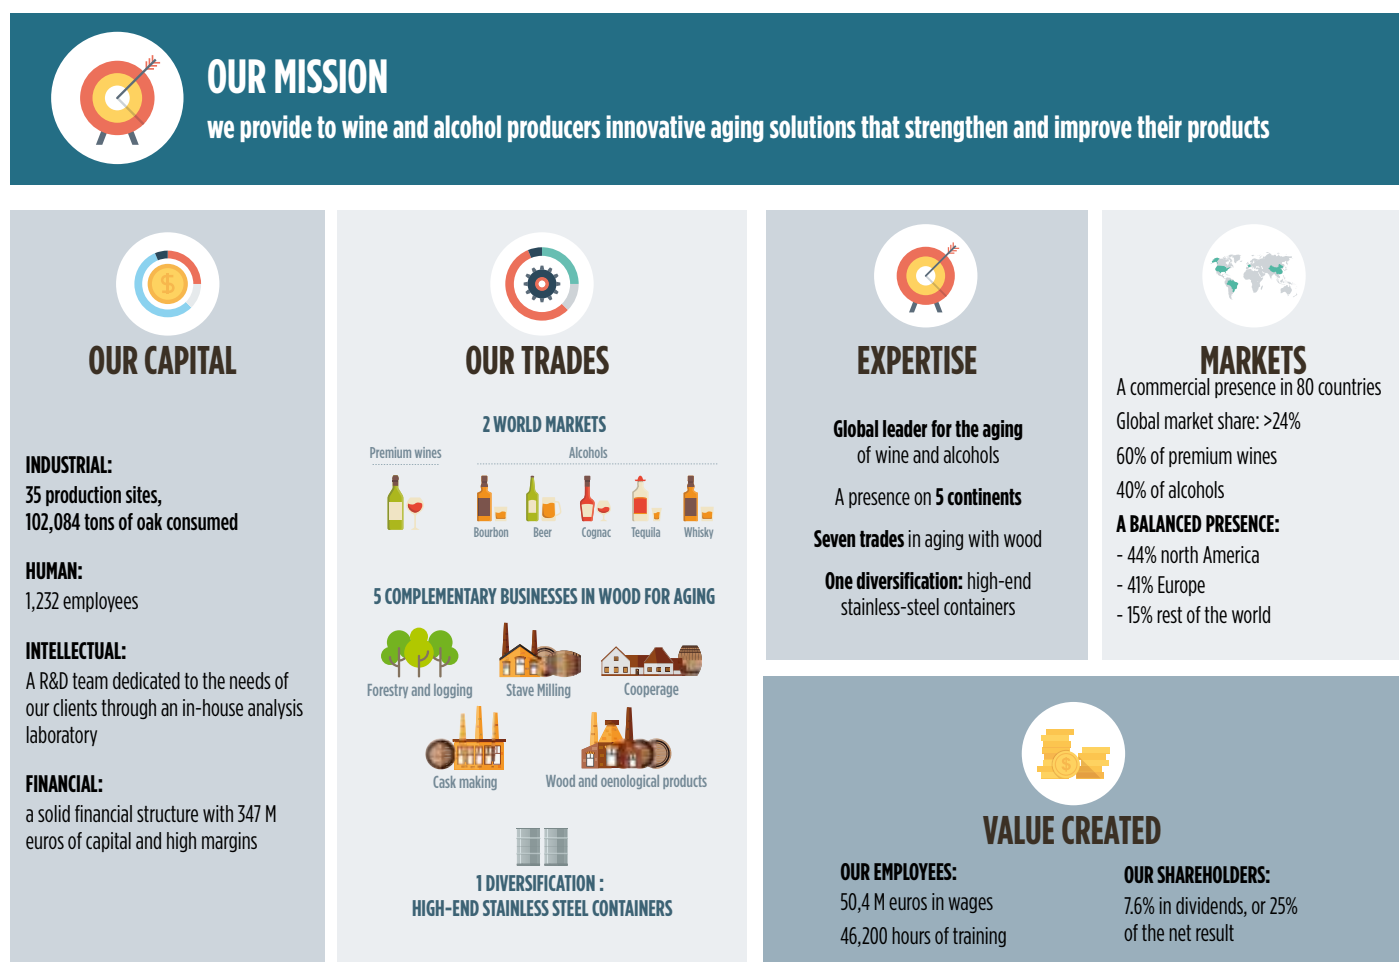 OUR MISSION
we provide to wine and alcohol producers innovative aging solutions that strengthen and improve their products
OUR CAPITAL
INDUSTRIAL:
35 production sites,
102,084 tons of oak consumed
HUMAN:
1,232 employees
INTELLECTUAL:
A R&D team dedicated to the needs of
our clients through an in-house analysis
laboratory
FINANCIAL:
a solid financial structure with 347 M
euros of capital and high margins
OUR TRADES
2 WORLD MARKETS
Premium wines
Alcohols
Bourbon
Beer
Cognac
Tequila
Whisky
5 COMPLEMENTARY BUSINESSES IN WOOD FOR AGING
Forestry and logging
Stave Milling
Cooperage
Cask making
Wood and oenological products
1 DIVERSIFICATION :
HIGH-END STAINLESS STEEL CONTAINERS
EXPERTISE
Global leader for the aging
of wine and alcohols
A presence on 5 continents
Seven trades in aging with wood
One diversification: high-end
stainless-steel containers
MARKETS
A commercial presence in 80 countries
Global market share: >24%
60% of premium wines
40% of alcohols
A BALANCED PRESENCE:
- 44% north America
- 41% Europe
- 15% rest of the world
VALUE CREATED
OUR EMPLOYEES:
50,4 M euros in wages
46,200 hours of training
OUR SHAREHOLDERS:
7.6% in dividends, or 25%
of the net result